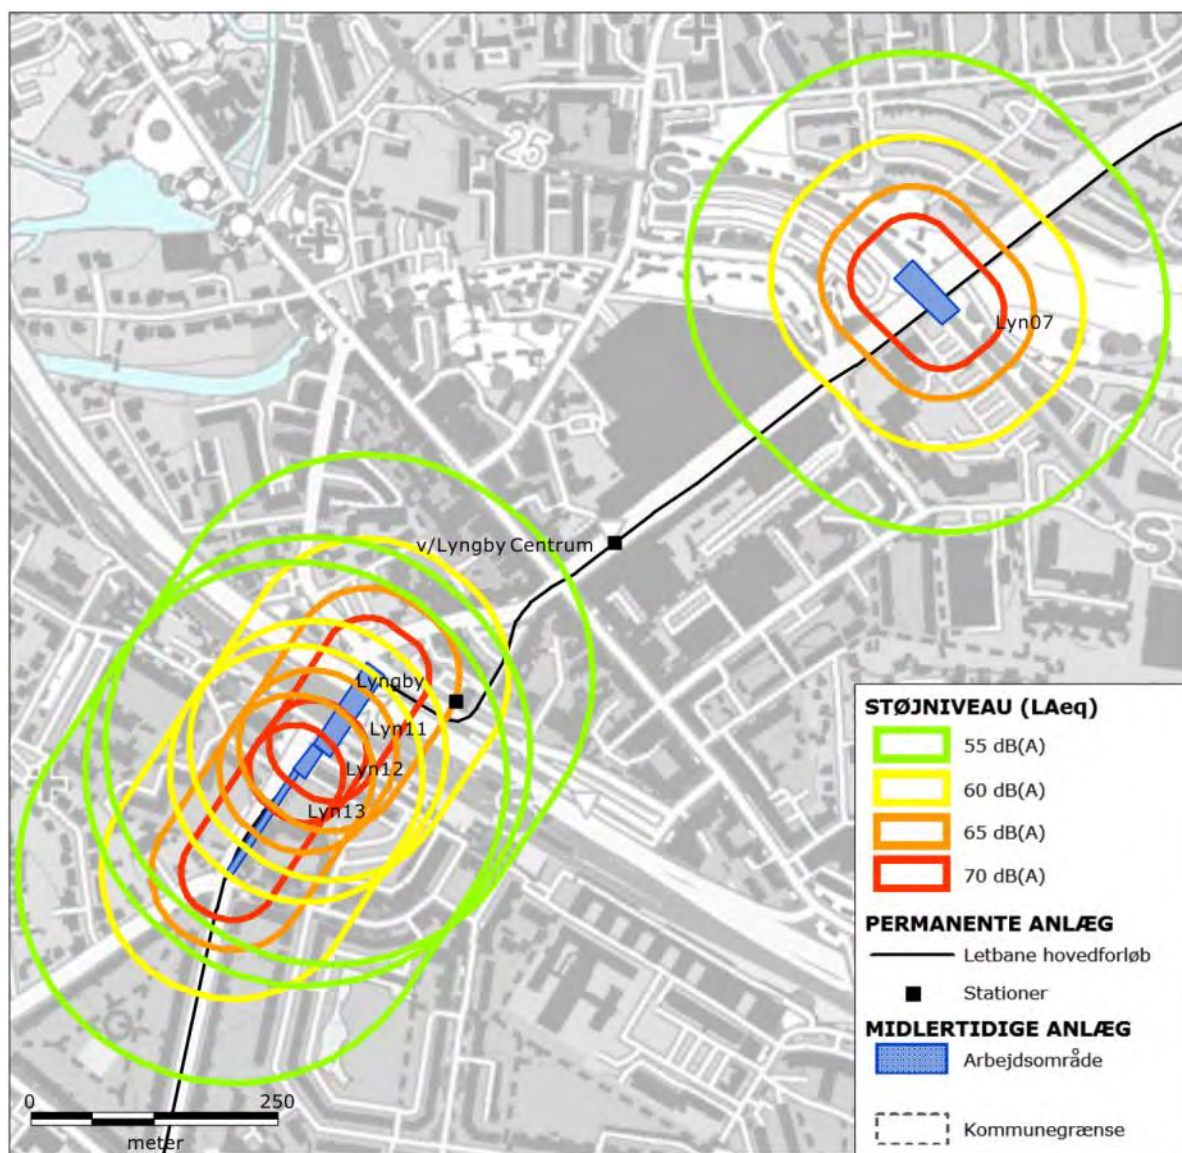 25
S
Lyn07
v/Lyngby Centrum
S
Lyngby
Lyn11
Lyn12
Lyn13
STØJNIVEAU (LAeq)
55 dB(A)
60 dB(A)
65 dB(A)
70 dB(A)
PERMANENTE ANLÆG
Letbane hovedforløb
Stationer
MIDLERTIDIGE ANLÆG
Arbejdsområde
Kommunegrænse
0 250
meter